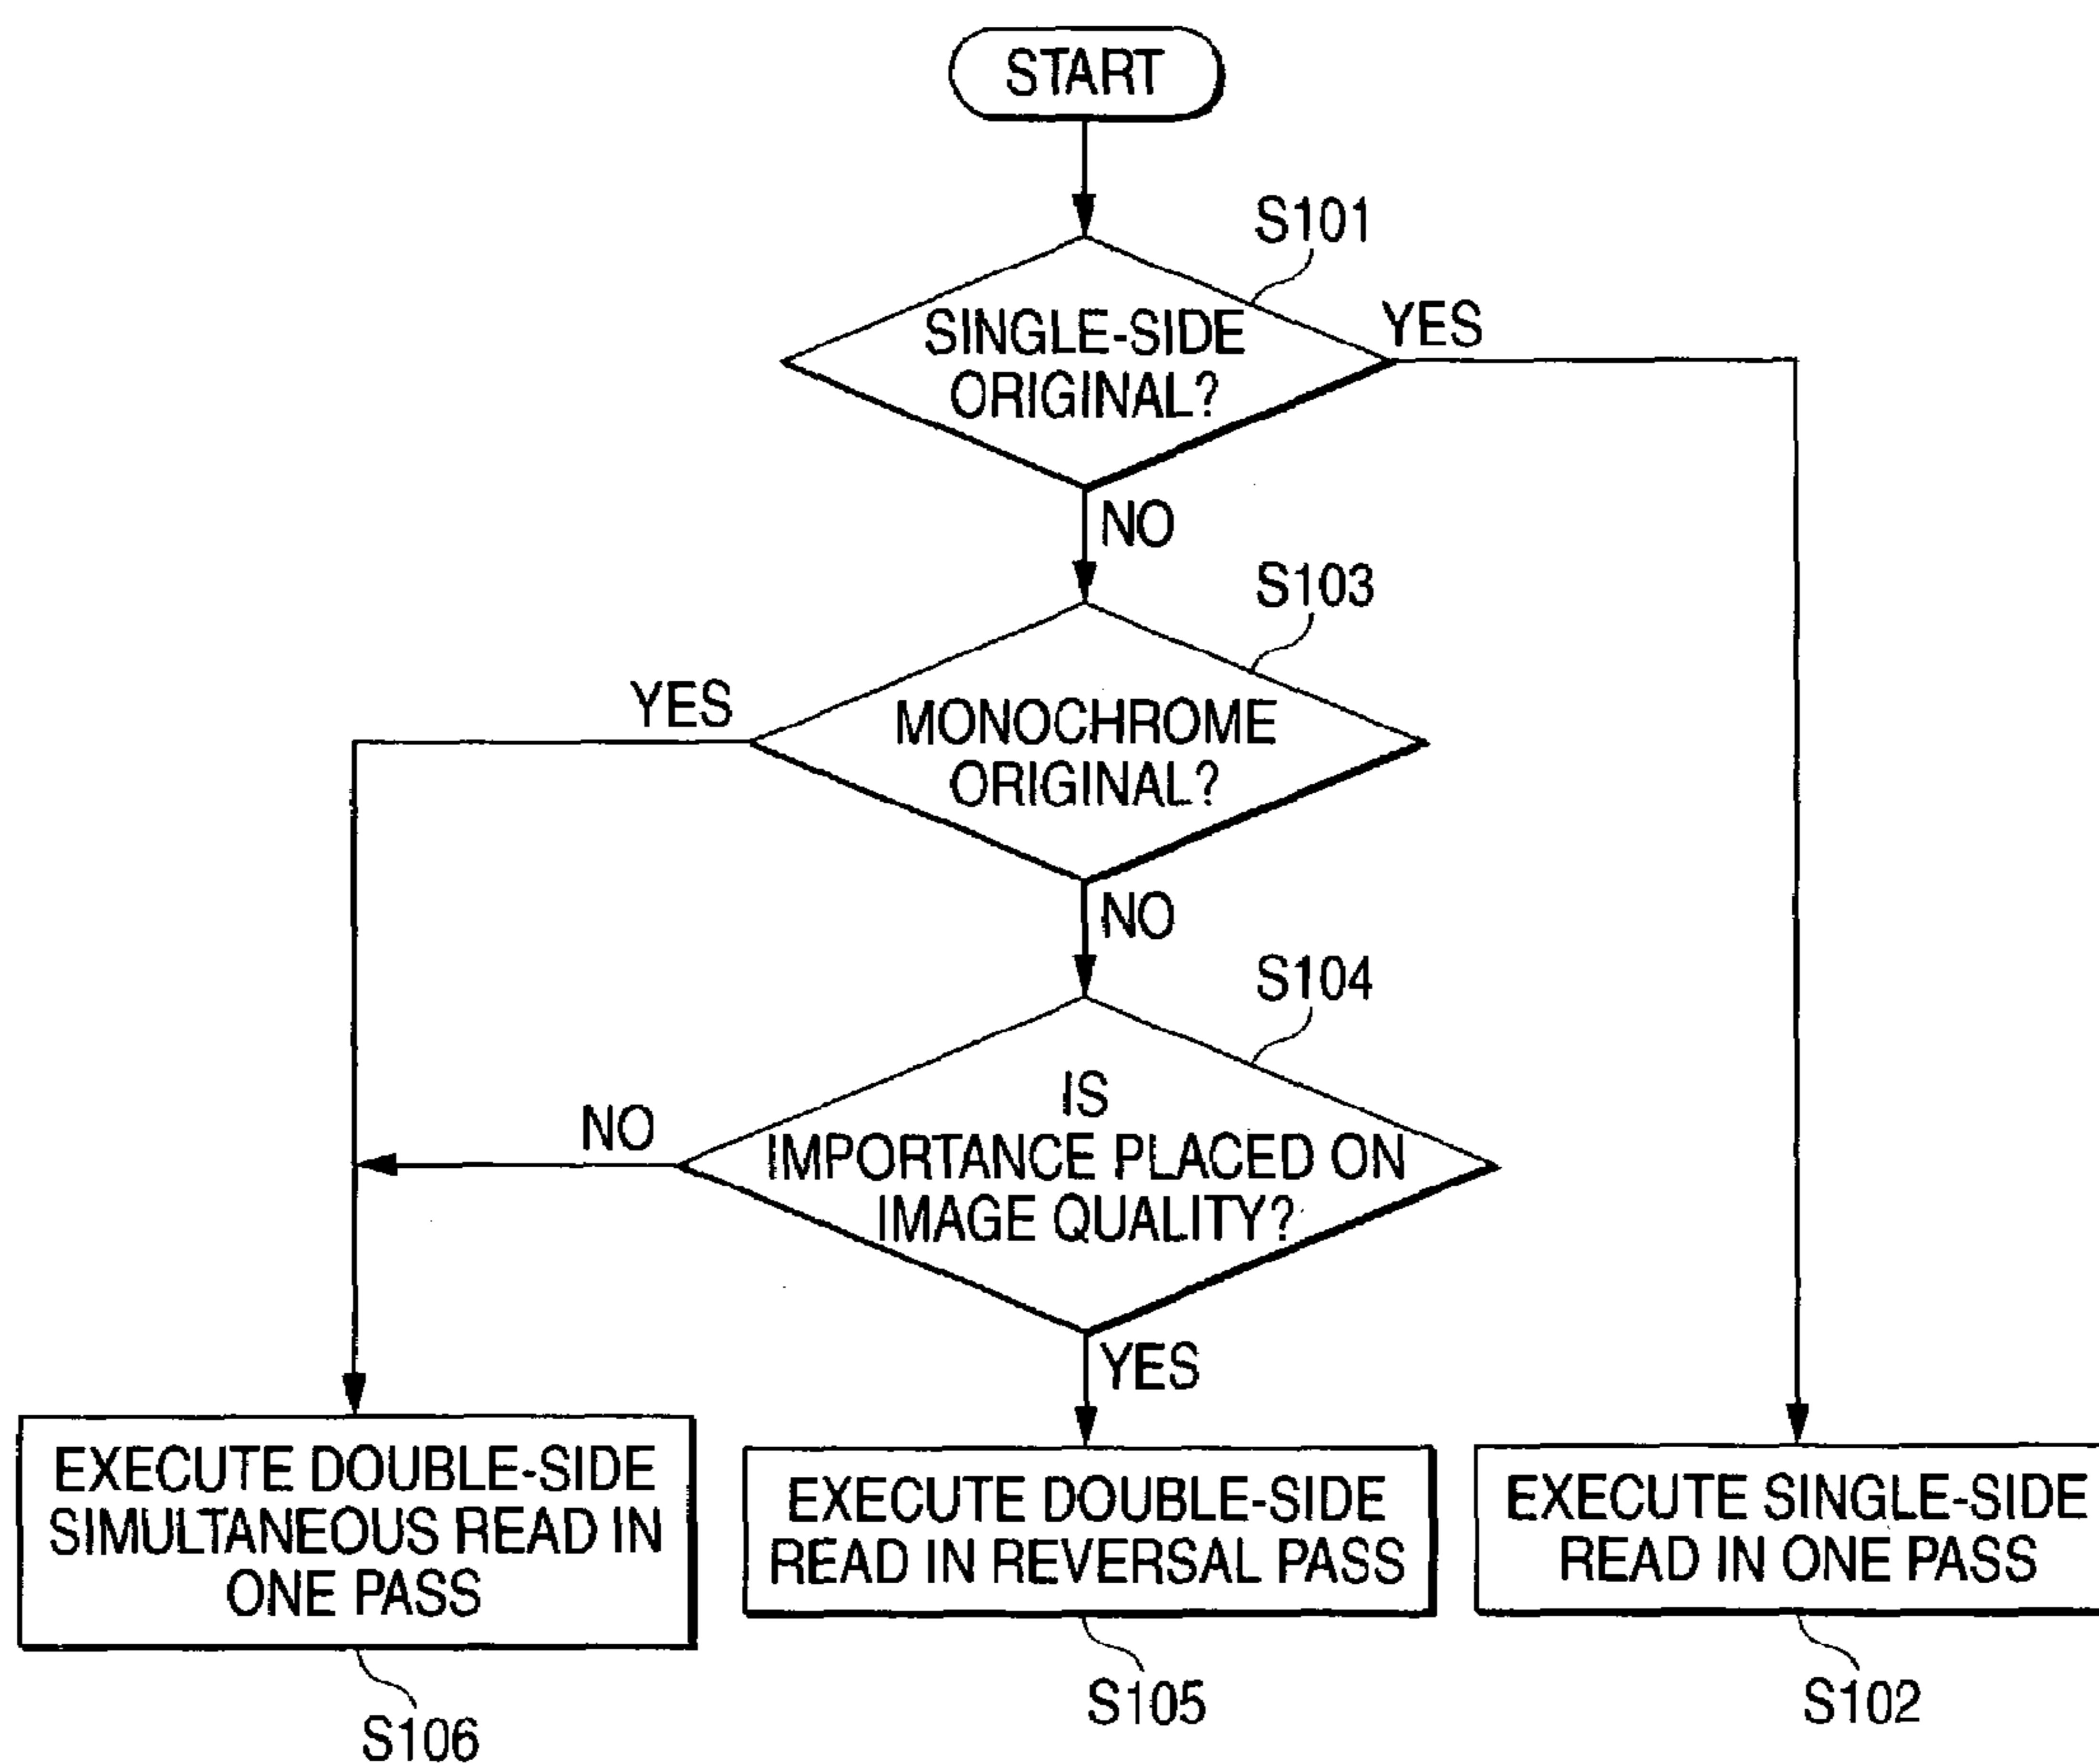 START
S101
SINGLE-SIDE
ORIGINAL?
YES
NO
S103
MONOCHROME
ORIGINAL?
YES
NO
S104
IS
IMPORTANCE PLACED ON
IMAGE QUALITY?
NO
YES
EXECUTE DOUBLE-SIDE
SIMULTANEOUS READ IN
ONE PASS
S106
EXECUTE DOUBLE-SIDE
READ IN REVERSAL PASS
S105
EXECUTE SINGLE-SIDE
READ IN ONE PASS
S102